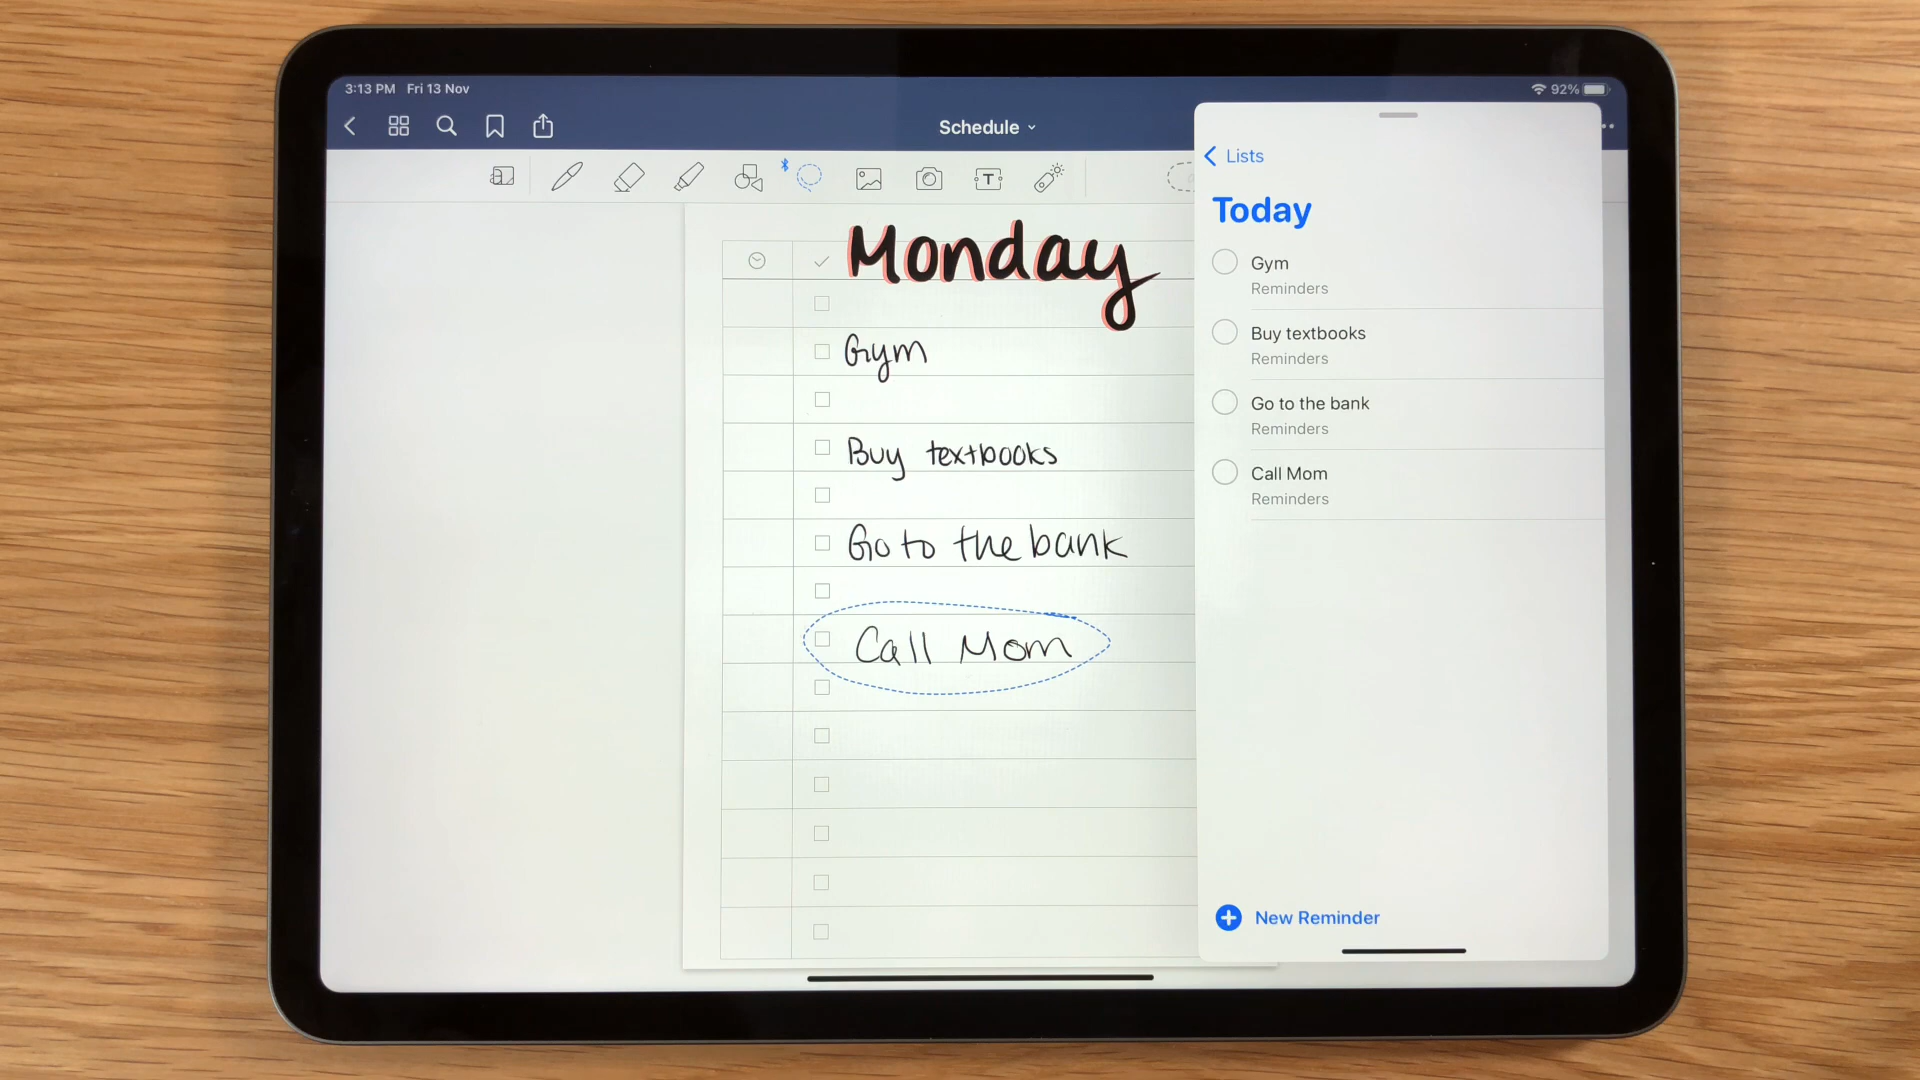 3:13 PM Fri 13 Nov
92%
Schedule
Monday
Gym
Buy textbooks
Go to the bank
Call Mom
Lists
Today
Gym
Reminders
Buy textbooks
Reminders
Go to the bank
Reminders
Call Mom
Reminders
New Reminder